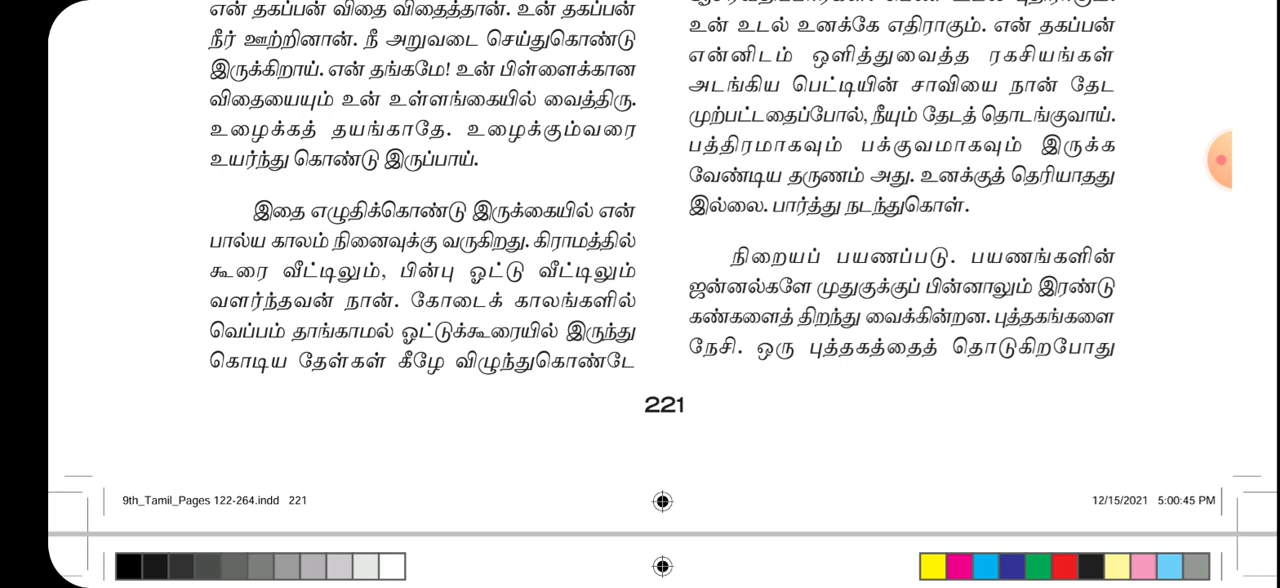 என் தகப்பன் விதை விதைத்தான். உன் தகப்பன்
நீர் ஊற்றினான். நீ அறுவடை செய்துகொண்டு
இருக்கிறாய். என் தங்கமே! உன் பிள்ளைக்கான
விதையையும் உன் உள்ளங்கையில் வைத்திரு.
உழைக்கத் தயங்காதே. உழைக்கும்வரை
உயர்ந்து கொண்டு இருப்பாய்.
இதை எழுதிக்கொண்டு இருக்கையில் என்
பால்ய காலம் நினைவுக்கு வருகிறது. கிராமத்தில்
கூரை வீட்டிலும், பின்பு ஓட்டு வீட்டிலும்
வளர்ந்தவன் நான். கோடைக் காலங்களில்
வெப்பம் தாங்காமல் ஓட்டுக்கூரையில் இருந்து
கொடிய தேள்கள் கீழே விழுந்துகொண்டே
உன் உடல் உனக்கே எதிராகும். என் தகப்பன்
என்னிடம் ஒளித்துவைத்த ரகசியங்கள்
அடங்கிய பெட்டியின் சாவியை நான் தேட
முற்பட்டதைப்போல், நீயும் தேடத் தொடங்குவாய்.
பத்திரமாகவும் பக்குவமாகவும் இருக்க
வேண்டிய தருணம் அது. உனக்குத் தெரியாதது
இல்லை. பார்த்து நடந்துகொள்.
நிறையப் பயணப்படு. பயணங்களின்
ஜன்னல்களே முதுகுக்குப் பின்னாலும் இரண்டு
கண்களைத் திறந்து வைக்கின்றன. புத்தகங்களை
நேசி. ஒரு புத்தகத்தைத் தொடுகிறபோது
221
9th_Tamil_Pages 122-264.indd 221
12/15/2021 5:00:45 PM